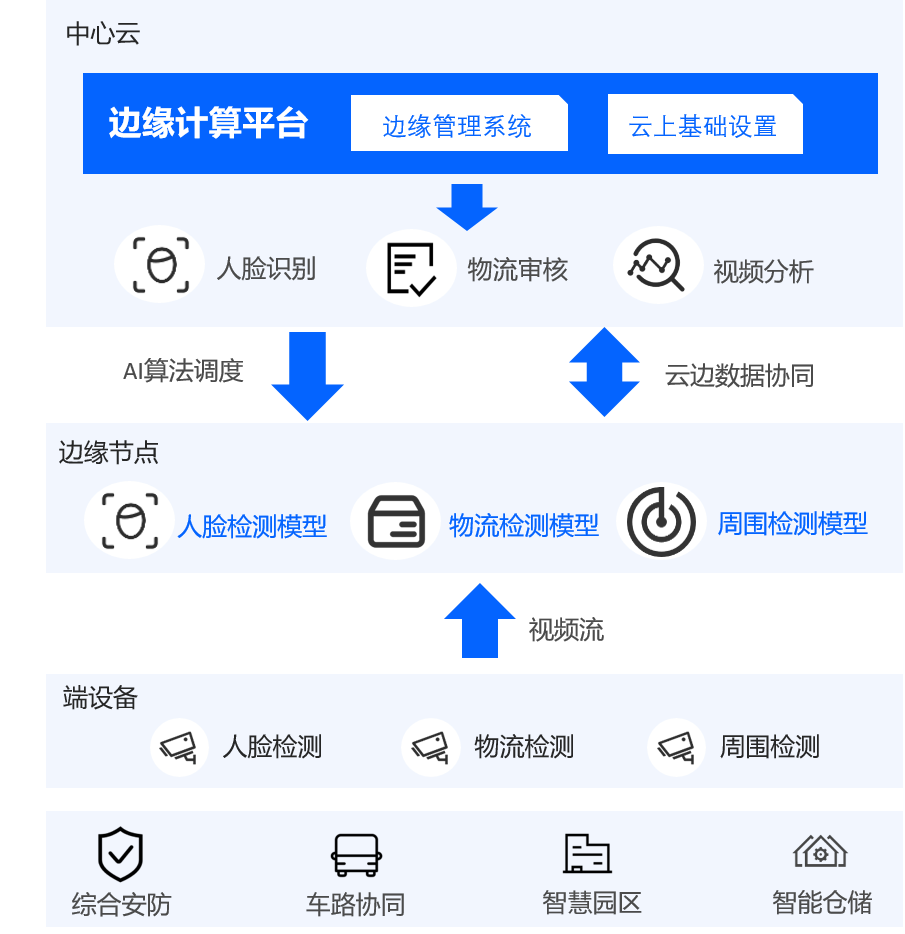 中心云
边缘计算平台
边缘管理系统
云上基础设置
人脸识别
物流审核
视频分析
AI算法调度
云边数据协同
边缘节点
人脸检测模型
物流检测模型
周围检测模型
视频流
端设备
人脸检测
物流检测
周围检测
综合安防
车路协同
智慧园区
智能仓储